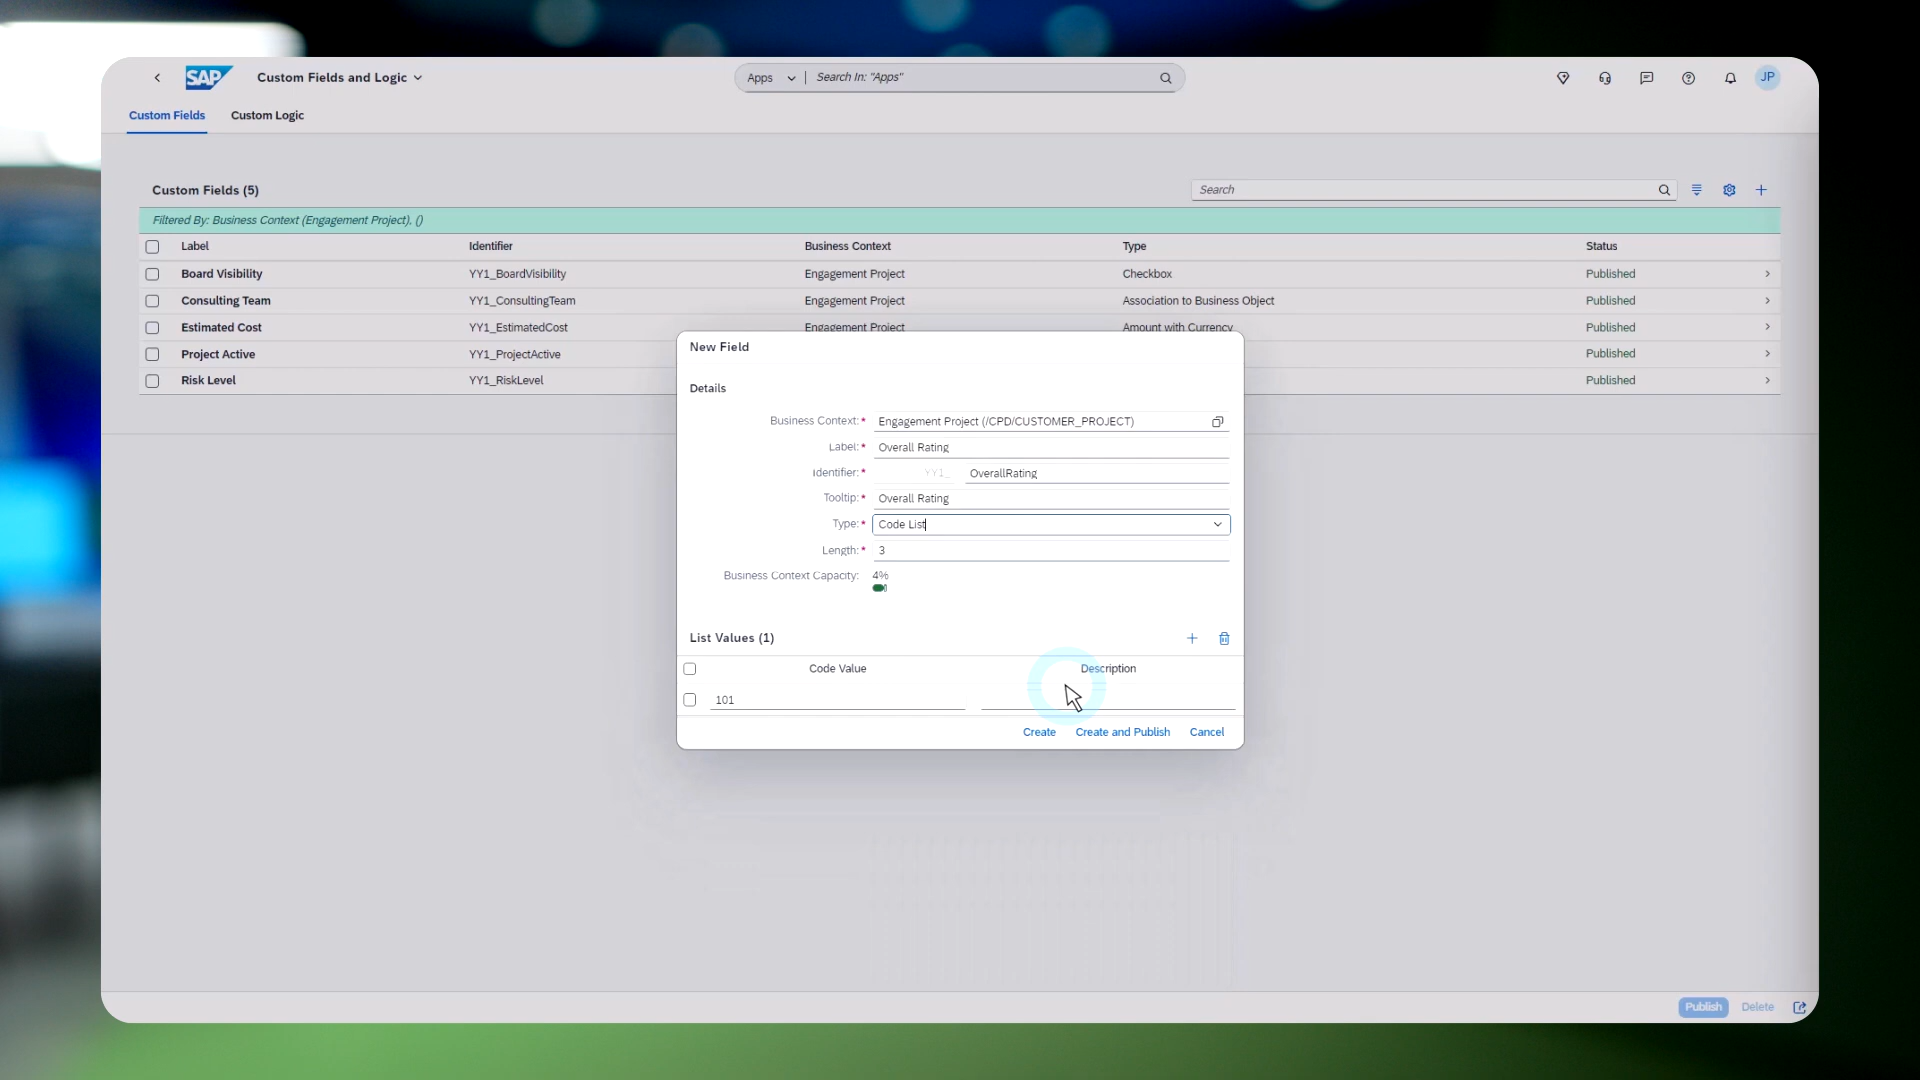 SAP Custom Fields and Logic Apps Search In: "Apps" JP
Custom Fields Custom Logic
Custom Fields (5) Search
Filtered By: Business Context (Engagement Project), ()
Label Identifier Business Context Type Status
Board Visibility YY1_BoardVisibility Engagement Project Checkbox Published
Consulting Team YY1_ConsultingTeam Engagement Project Association to Business Object Published
Estimated Cost YY1_EstimatedCost Engagement Project Amount with Currency Published
Project Active YY1_ProjectActive Published
Risk Level YY1_RiskLevel Published
New Field
Details
Business Context:* Engagement Project (/CPD/CUSTOMER_PROJECT)
Label:* Overall Rating
Identifier:* YY1_ OverallRating
Tooltip:* Overall Rating
Type:* Code List
Length:* 3
Business Context Capacity: 4%
List Values (1)
Code Value Description
101
Create Create and Publish Cancel
Publish Delete